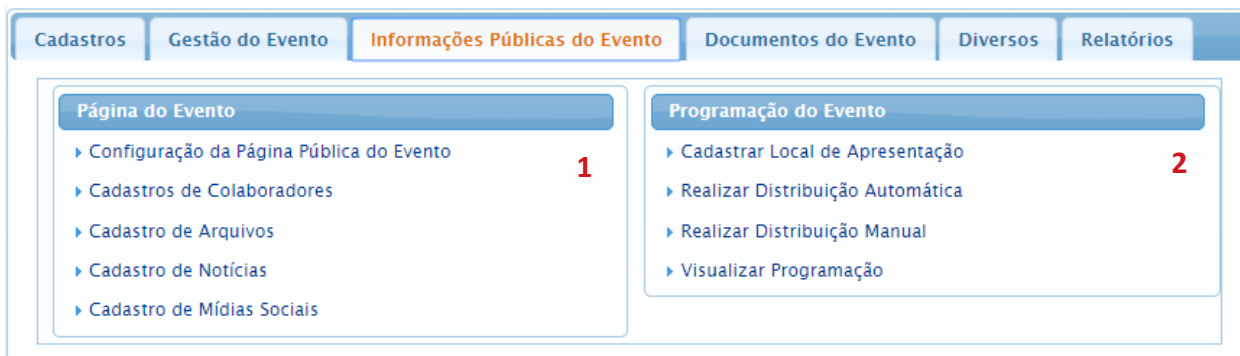 Cadastros
Gestão do Evento
Informações Públicas do Evento
Documentos do Evento
Diversos
Relatórios
Página do Evento
Configuração da Página Pública do Evento
Cadastros de Colaboradores
Cadastro de Arquivos
Cadastro de Notícias
Cadastro de Mídias Sociais
1
Programação do Evento
Cadastrar Local de Apresentação
Realizar Distribuição Automática
Realizar Distribuição Manual
Visualizar Programação
2